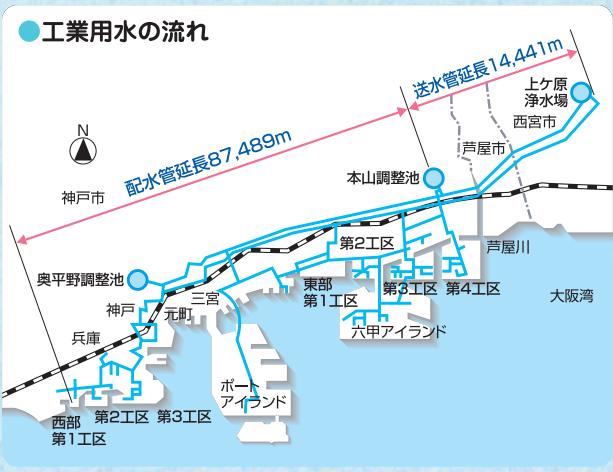 工業用水の流れ
送水管延長14,441m
上ケ原
浄水場
西宮市
芦屋市
配水管延長87,489m
N
神戸市
本山調整池
第2工区
芦屋川
奥平野調整池
東部
第1工区
第3工区
第4工区
大阪湾
三宮
神戸
元町
兵庫
六甲アイランド
ポート
アイランド
西部
第1工区
第2工区
第3工区